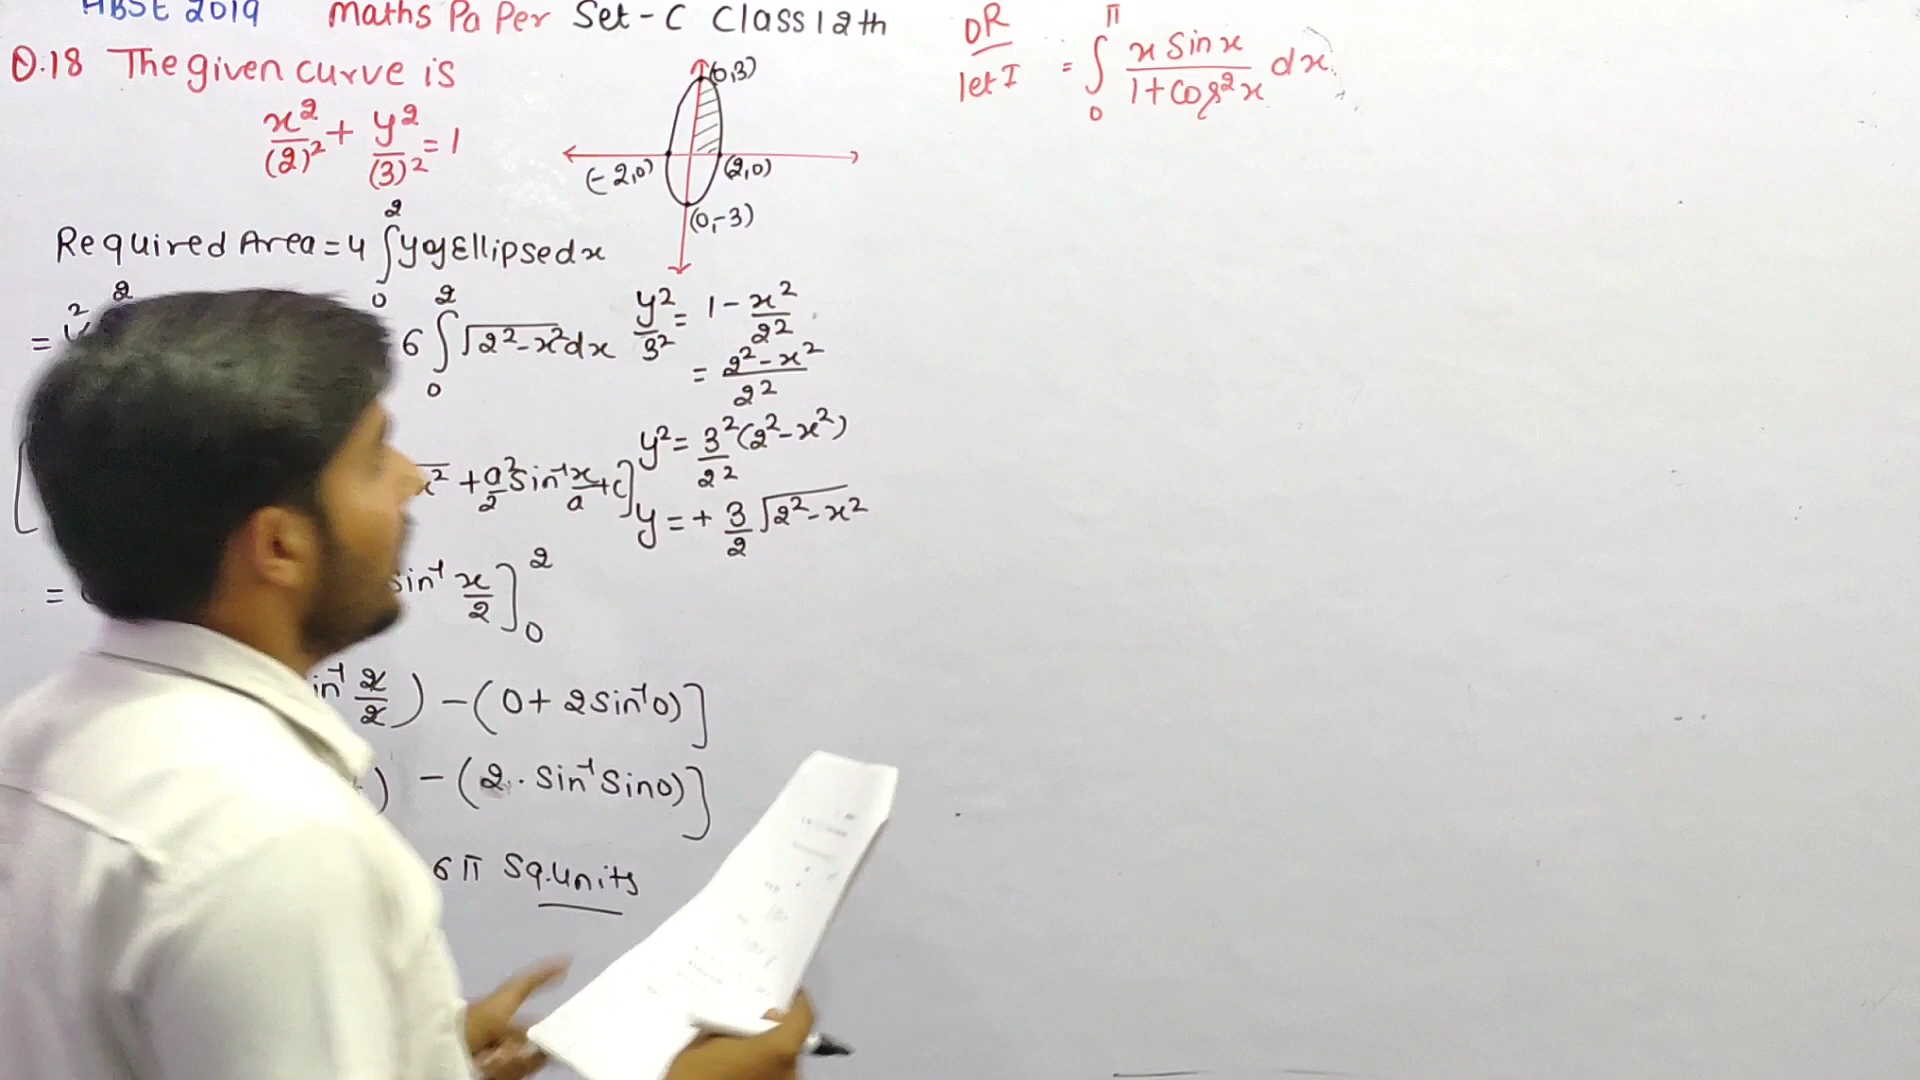 HBSE 2019 Maths Paper Set-C Class 12th
Q.18 The given curve is
x²/(2)² + y²/(3)² = 1
(0,3)
(-2,0) (2,0)
(0,-3)
Required Area = 4 ∫₀² y of Ellipse dx
= 6 ∫₀² √2²-x² dx
x² + a²/2 sin⁻¹ x/a + c]
= sin⁻¹ x/2 ]₀²
in⁻¹ 2/2 ) - (0 + 2 sin⁻¹0)]
) - (2. sin⁻¹ sin0)]
6π Sq.units
y²/3² = 1 - x²/2²
= 2²-x²/2²
y² = 3²/2² (2²-x²)
y = + 3/2 √2²-x²
OR
let I = ∫₀^π x Sin x / 1+Cos²x dx